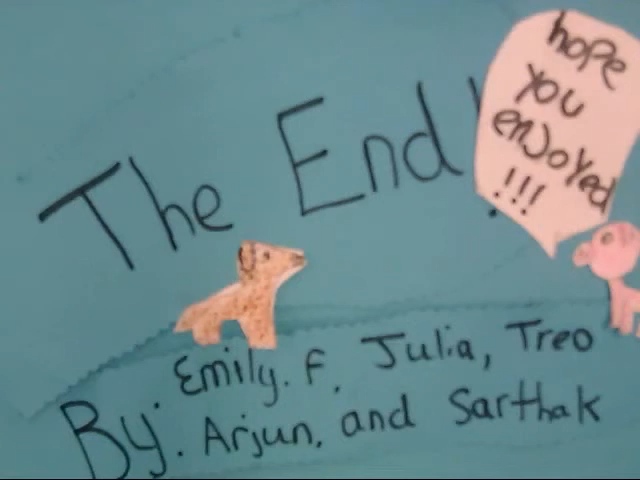 The End!
hope
you
enjoyed
!!!
By: Emily. F, Julia, Treo
Arjun, and Sarthak